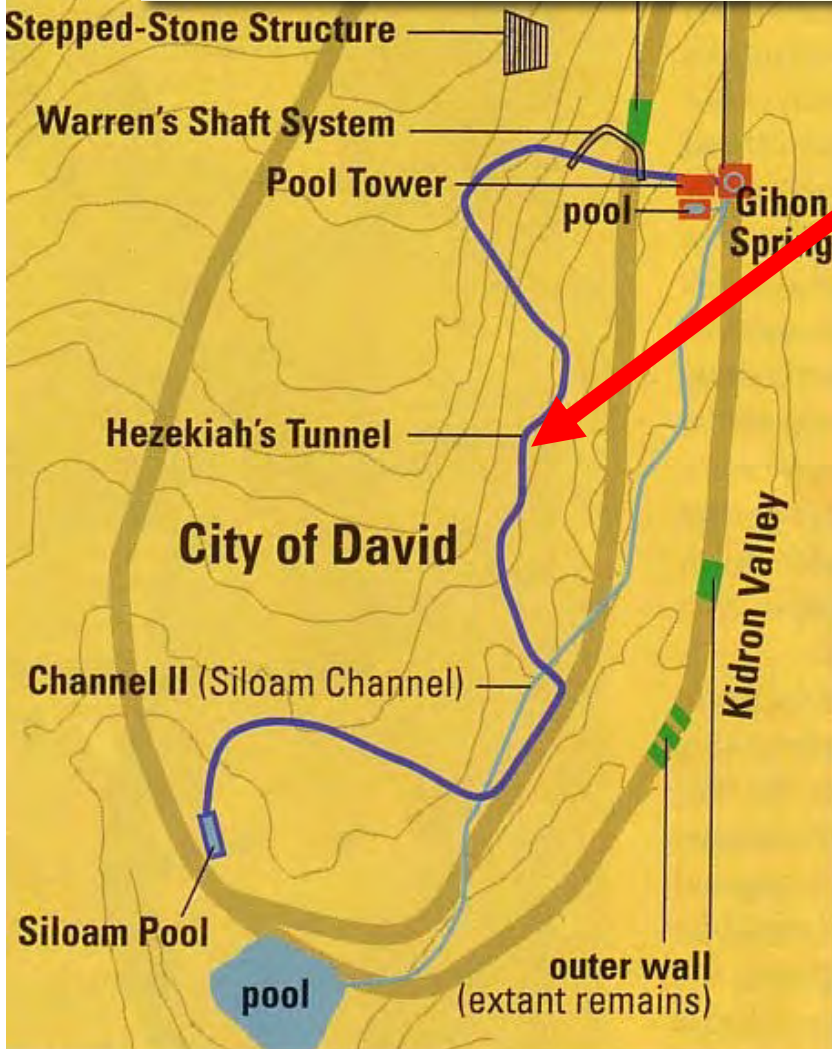 Stepped-Stone Structure
Warren's Shaft System
Pool Tower
pool
Gihon
Spring
Hezekiah's Tunnel
City of David
Kidron Valley
Channel II (Siloam Channel)
Siloam Pool
pool
outer wall
(extant remains)